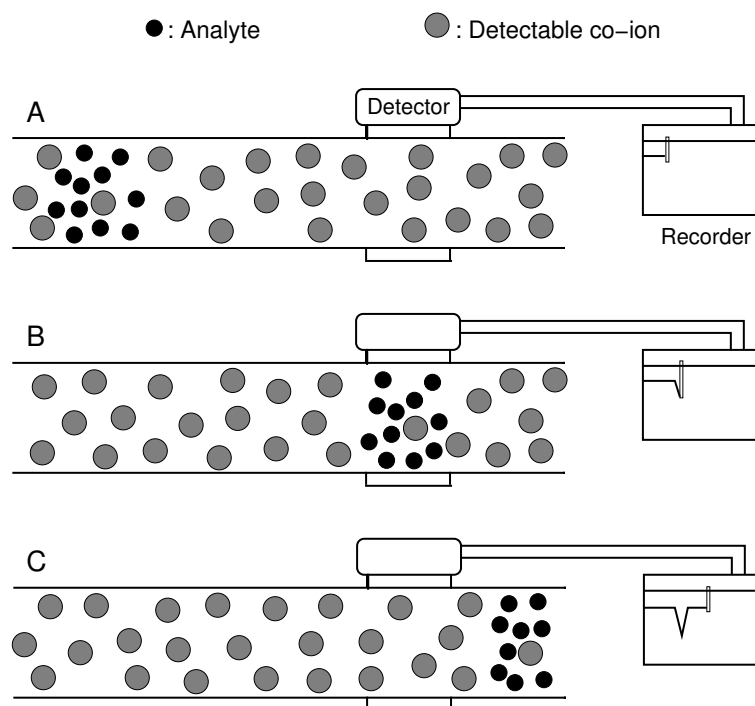 : Analyte
: Detectable co−ion
A
Detector
Recorder
B
C